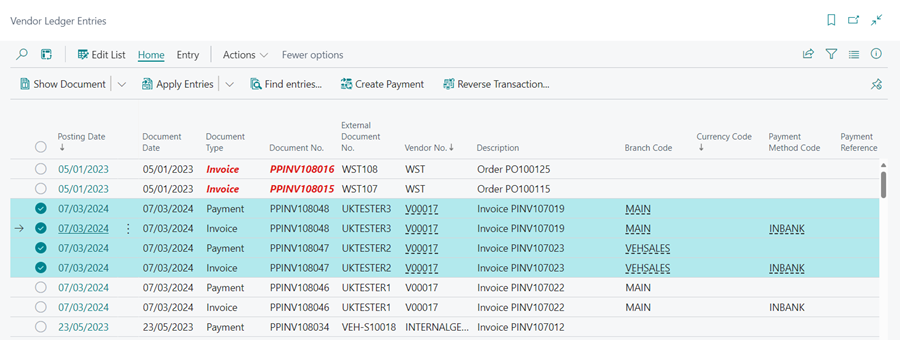 Vendor Ledger Entries
Edit List Home Entry Actions Fewer options
Show Document Apply Entries Find entries... Create Payment Reverse Transaction...
Posting Date ↓ Document Date Document Type Document No. External Document No. Vendor No. ↓ Description Branch Code Currency Code ↓ Payment Method Code Payment Reference
05/01/2023 05/01/2023 Invoice PPINV108016 WST108 WST Order PO100125
05/01/2023 05/01/2023 Invoice PPINV108015 WST107 WST Order PO100115
07/03/2024 07/03/2024 Payment PPINV108048 UKTESTER3 V00017 Invoice PINV107019 MAIN
07/03/2024 07/03/2024 Invoice PPINV108048 UKTESTER3 V00017 Invoice PINV107019 MAIN INBANK
07/03/2024 07/03/2024 Payment PPINV108047 UKTESTER2 V00017 Invoice PINV107023 VEHSALES
07/03/2024 07/03/2024 Invoice PPINV108047 UKTESTER2 V00017 Invoice PINV107023 VEHSALES INBANK
07/03/2024 07/03/2024 Payment PPINV108046 UKTESTER1 V00017 Invoice PINV107022 MAIN
07/03/2024 07/03/2024 Invoice PPINV108046 UKTESTER1 V00017 Invoice PINV107022 MAIN INBANK
23/05/2023 23/05/2023 Payment PPINV108034 VEH-S10018 INTERNALGE... Invoice PINV107012